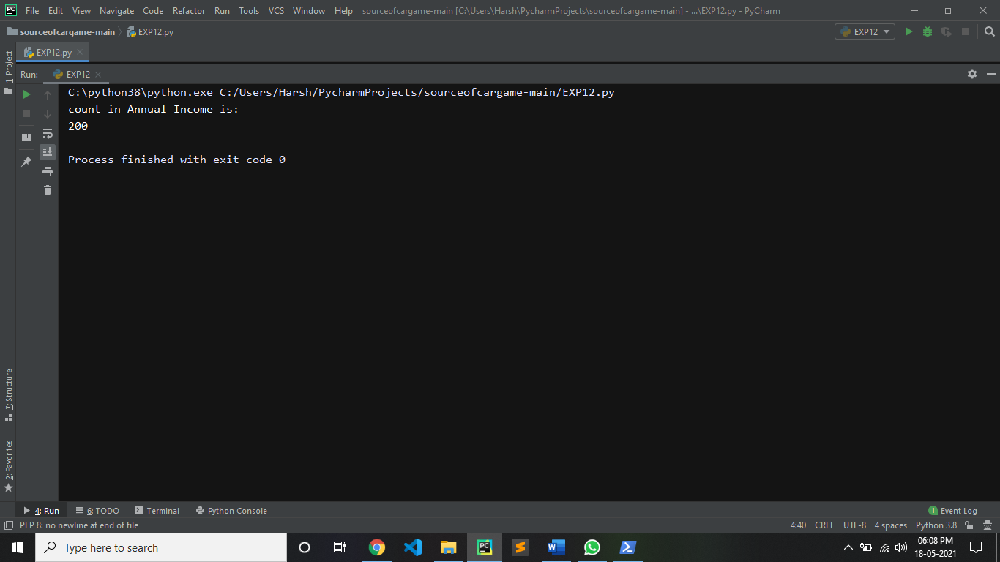 PC File Edit View Navigate Code Refactor Run Tools VCS Window Help sourceofcargame-main [C:\Users\Harsh\PycharmProjects\sourceofcargame-main] - ...\EXP12.py - PyCharm
sourceofcargame-main EXP12.py EXP12
1: Project
EXP12.py
Run: EXP12
C:\python38\python.exe C:/Users/Harsh/PycharmProjects/sourceofcargame-main/EXP12.py
count in Annual Income is:
200
Process finished with exit code 0
7: Structure
2: Favorites
4: Run 6: TODO Terminal Python Console 1 Event Log
PEP 8: no newline at end of file 4:40 CRLF UTF-8 4 spaces Python 3.8
Type here to search PC W 06:08 PM
18-05-2021